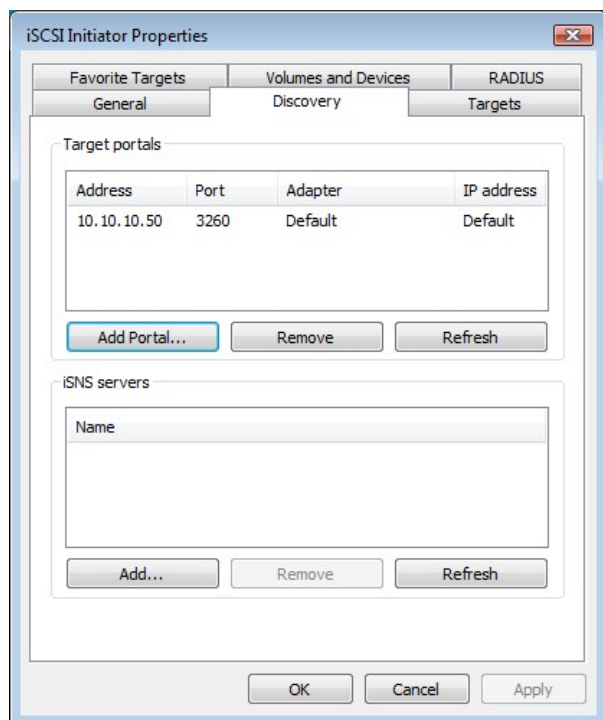 iSCSI Initiator Properties
Favorite Targets Volumes and Devices RADIUS
General Discovery Targets
Target portals
Address Port Adapter IP address
10.10.10.50 3260 Default Default
Add Portal... Remove Refresh
iSNS servers
Name
Add... Remove Refresh
OK Cancel Apply